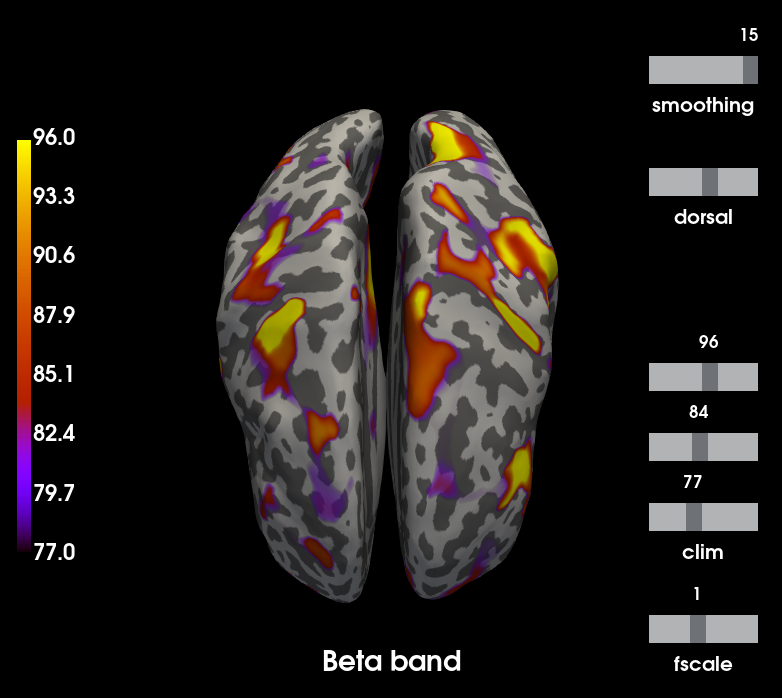 96.0
93.3
90.6
87.9
85.1
82.4
79.7
77.0
Beta band
15
smoothing
dorsal
96
84
77
clim
1
fscale